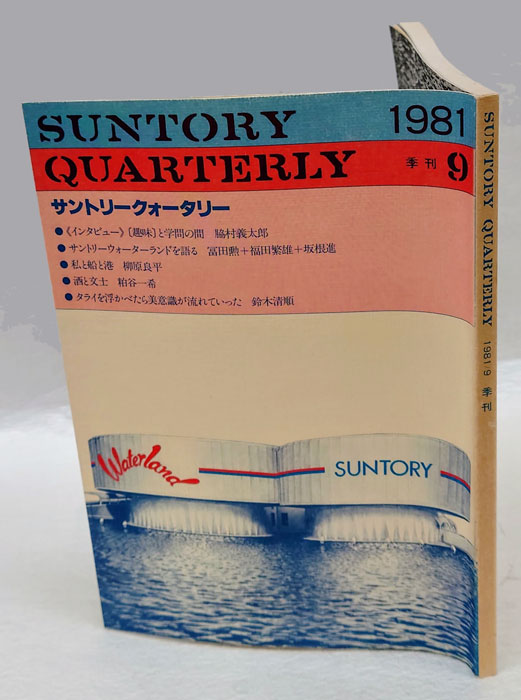 SUNTORY 1981
QUARTERLY 季刊 9
サントリークォータリー
●《インタビュー》〔趣味〕と学問の間 脇村義太郎
●サントリーウォーターランドを語る 冨田勲+福田繁雄+坂根進
●私と船と港 柳原良平
●酒と文士 粕谷一希
●タライを浮かべたら美意識が流れていった 鈴木清順
Waterland
SUNTORY
SUNTORY QUARTERLY 1981/9 季刊